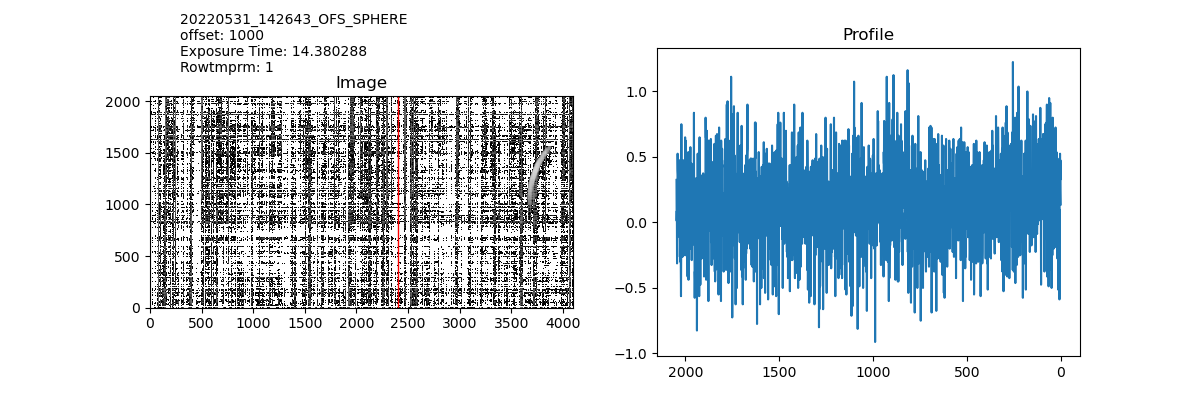 20220531_142643_OFS_SPHERE
offset: 1000
Exposure Time: 14.380288
Rowtmprm: 1
Image
2000
1500
1000
500
0
0 500 1000 1500 2000 2500 3000 3500 4000
Profile
1.0
0.5
0.0
−0.5
−1.0
2000 1500 1000 500 0